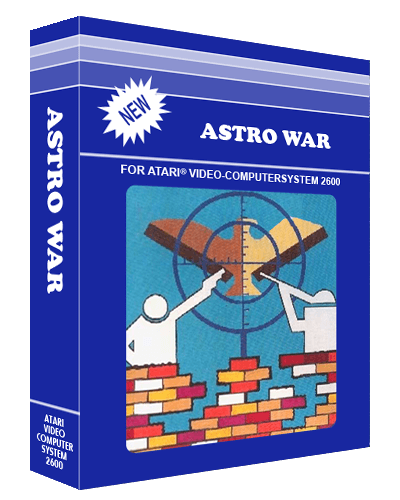 NEW
ASTRO WAR
FOR ATARI® VIDEO-COMPUTERSYSTEM 2600
ASTRO WAR
ATARI
VIDEO
COMPUTER
SYSTEM
2600